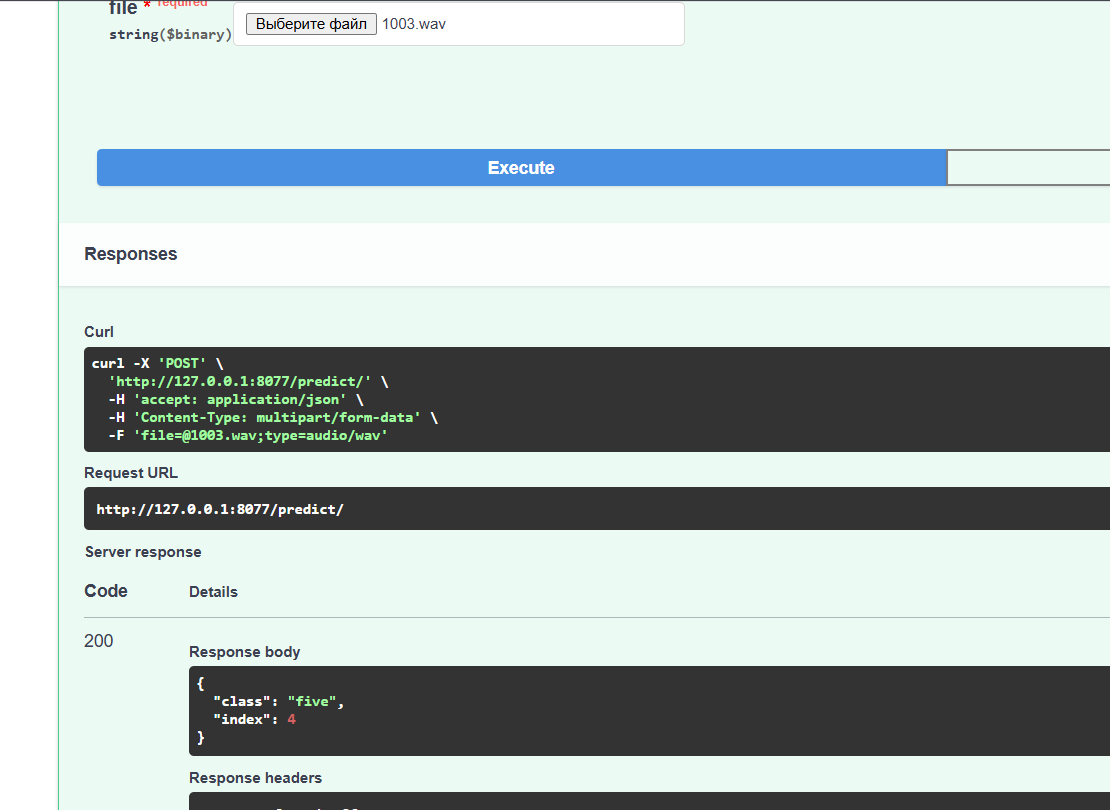 file * required
string($binary)
Выберите файл 1003.wav
Execute
Responses
Curl
curl -X 'POST' \
'http://127.0.0.1:8077/predict/' \
-H 'accept: application/json' \
-H 'Content-Type: multipart/form-data' \
-F 'file=@1003.wav;type=audio/wav'
Request URL
http://127.0.0.1:8077/predict/
Server response
Code Details
200
Response body
{
"class": "five",
"index": 4
}
Response headers